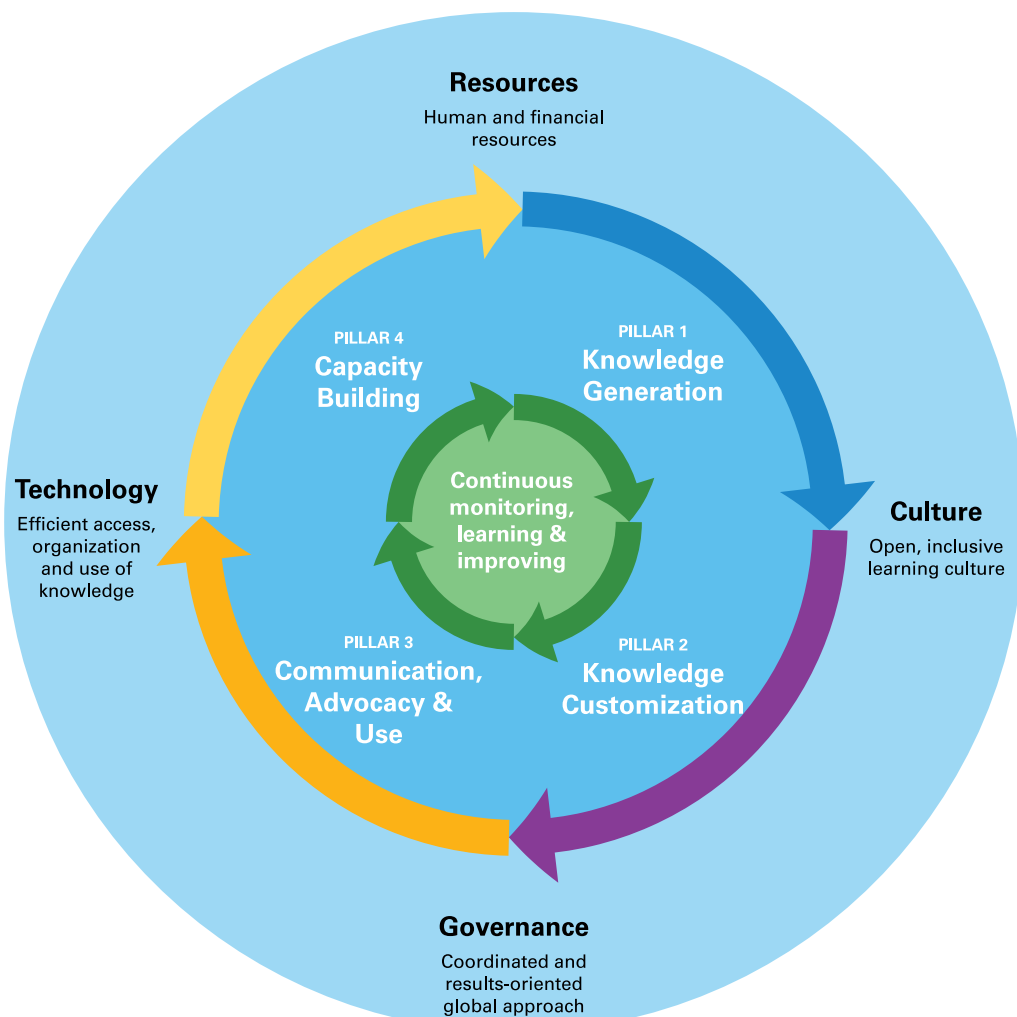 Resources
Human and financial
resources
PILLAR 4
Capacity
Building
PILLAR 1
Knowledge
Generation
Technology
Efficient access,
organization
and use of
knowledge
Continuous
monitoring,
learning &
improving
Culture
Open, inclusive
learning culture
PILLAR 3
Communication,
Advocacy &
Use
PILLAR 2
Knowledge
Customization
Governance
Coordinated and
results-oriented
global approach